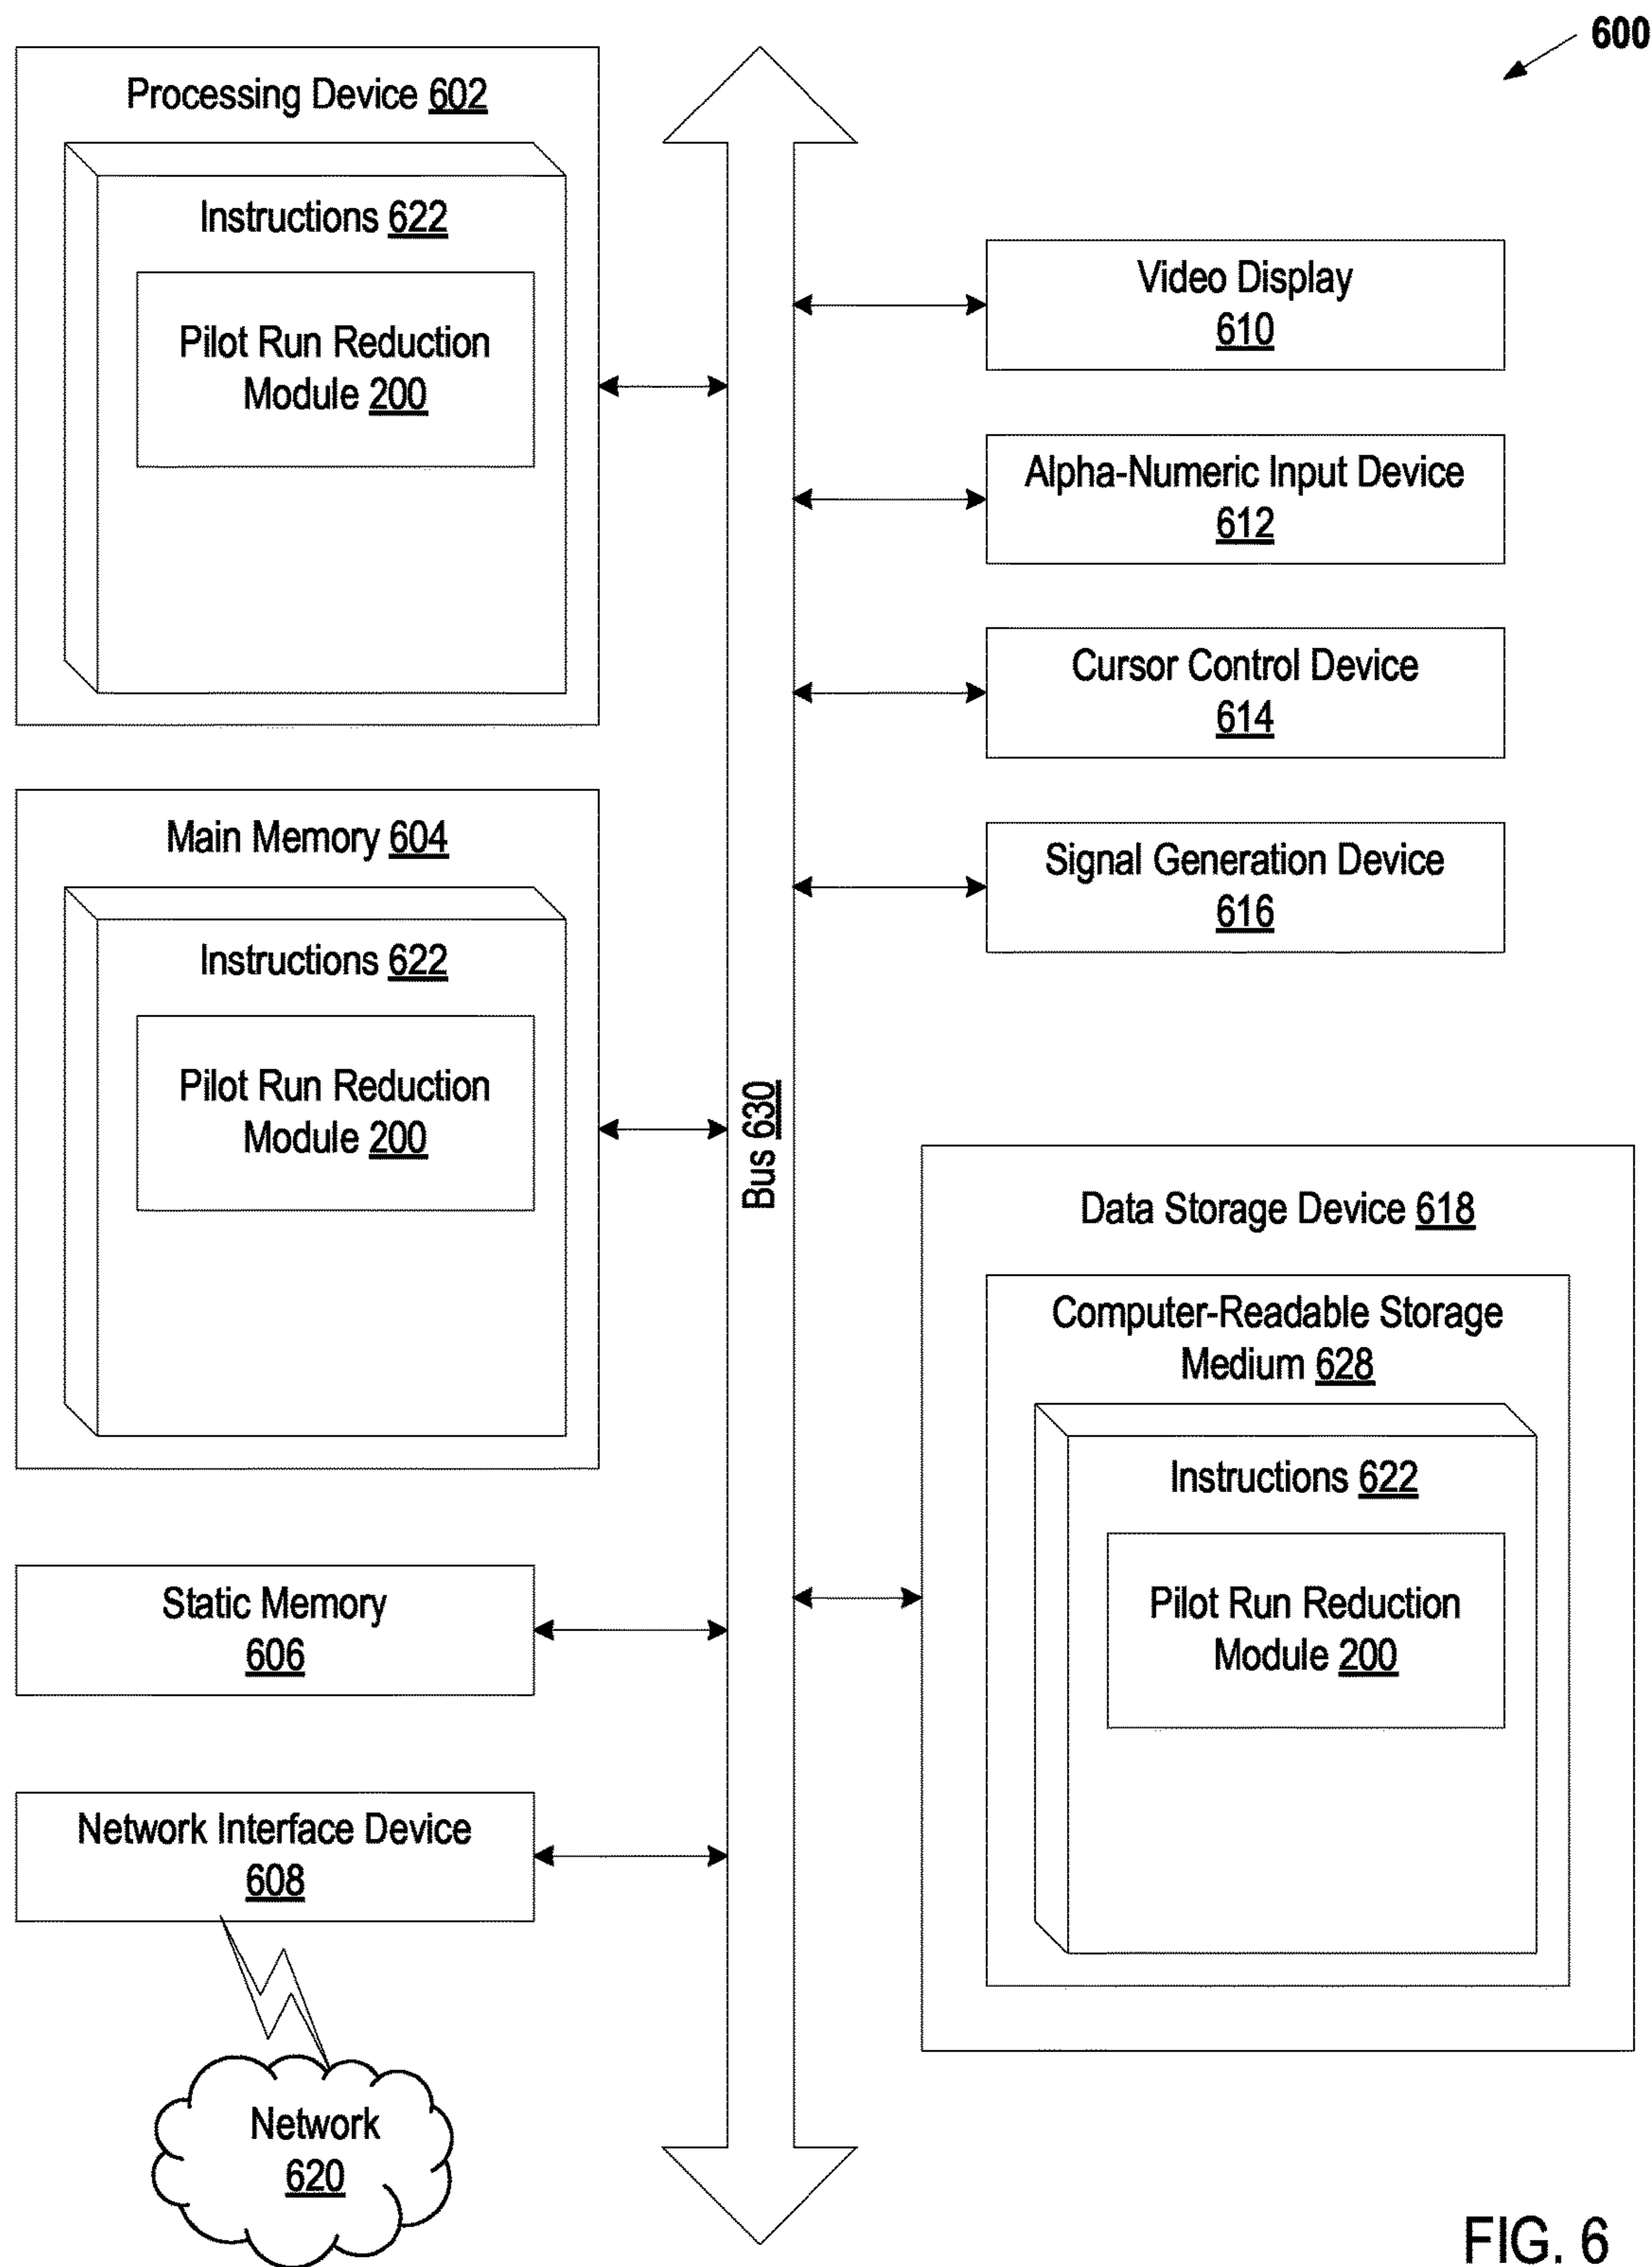 600
Processing Device 602
Instructions 622
Pilot Run Reduction
Module 200
Main Memory 604
Instructions 622
Pilot Run Reduction
Module 200
Static Memory
606
Network Interface Device
608
Network
620
Bus 630
Video Display
610
Alpha-Numeric Input Device
612
Cursor Control Device
614
Signal Generation Device
616
Data Storage Device 618
Computer-Readable Storage
Medium 628
Instructions 622
Pilot Run Reduction
Module 200
FIG. 6